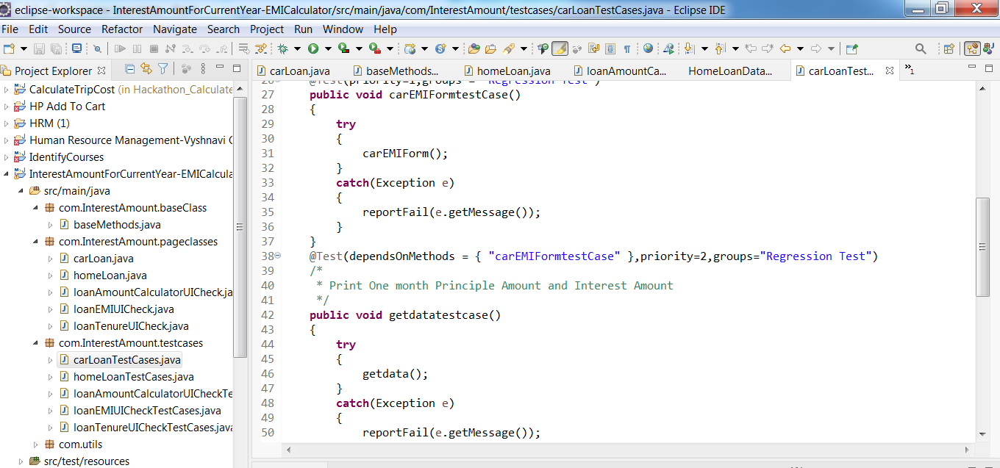 eclipse-workspace - InterestAmountForCurrentYear-EMICalculator/src/main/java/com/InterestAmount/testcases/carLoanTestCases.java - Eclipse IDE
File Edit Source Refactor Navigate Search Project Run Window Help
Project Explorer
CalculateTripCost (in Hackathon_Calculate
HP Add To Cart
HRM (1)
Human Resource Management-Vyshnavi
IdentifyCourses
InterestAmountForCurrentYear-EMICalcula
src/main/java
com.InterestAmount.baseClass
baseMethods.java
com.InterestAmount.pageclasses
carLoan.java
homeLoan.java
loanAmountCalculatorUICheck.ja
loanEMIUICheck.java
loanTenureUICheck.java
com.InterestAmount.testcases
carLoanTestCases.java
homeLoanTestCases.java
loanAmountCalculatorUICheckTe
loanEMIUICheckTestCases.java
loanTenureUICheckTestCases.java
com.utils
src/test/resources
carLoan.java baseMethods... homeLoan.java loanAmountCa... HomeLoanData... carLoanTest... »1
26 @Test(priority=1,groups = "Regression Test")
27 public void carEMIFormtestCase()
28 {
29 try
30 {
31 carEMIForm();
32 }
33 catch(Exception e)
34 {
35 reportFail(e.getMessage());
36 }
37 }
38 @Test(dependsOnMethods = { "carEMIFormtestCase" },priority=2,groups="Regression Test")
39 /*
40 * Print One month Principle Amount and Interest Amount
41 */
42 public void getdatatestcase()
43 {
44 try
45 {
46 getdata();
47 }
48 catch(Exception e)
49 {
50 reportFail(e.getMessage());